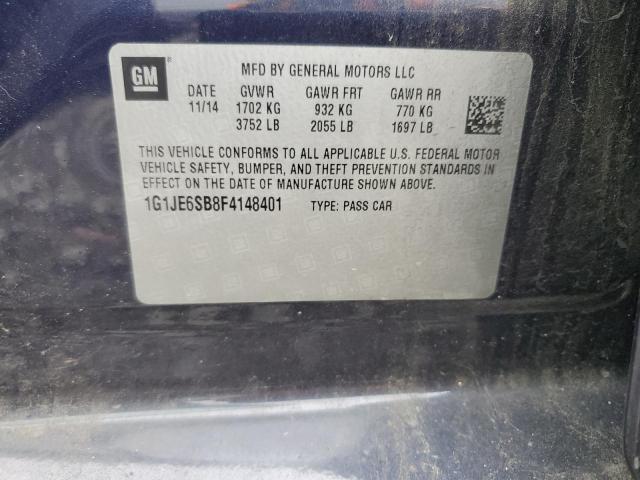 GM ®
MFD BY GENERAL MOTORS LLC
DATE GVWR GAWR FRT GAWR RR
11/14 1702 KG 932 KG 770 KG
3752 LB 2055 LB 1697 LB
THIS VEHICLE CONFORMS TO ALL APPLICABLE U.S. FEDERAL MOTOR
VEHICLE SAFETY, BUMPER, AND THEFT PREVENTION STANDARDS IN
EFFECT ON THE DATE OF MANUFACTURE SHOWN ABOVE.
1G1JE6SB8F4148401 TYPE: PASS CAR